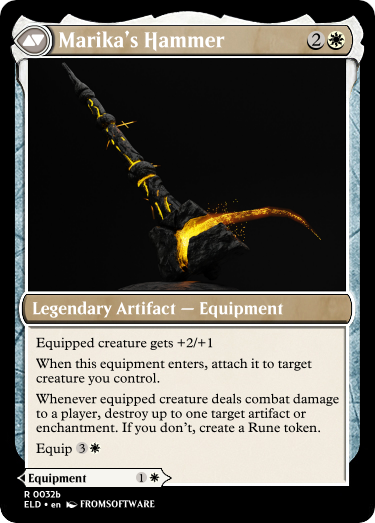 Marika's Hammer 2
Legendary Artifact — Equipment
Equipped creature gets +2/+1
When this equipment enters, attach it to target
creature you control.
Whenever equipped creature deals combat damage
to a player, destroy up to one target artifact or
enchantment. If you don't, create a Rune token.
Equip 3
Equipment 1
R 0032b
ELD • en FROMSOFTWARE